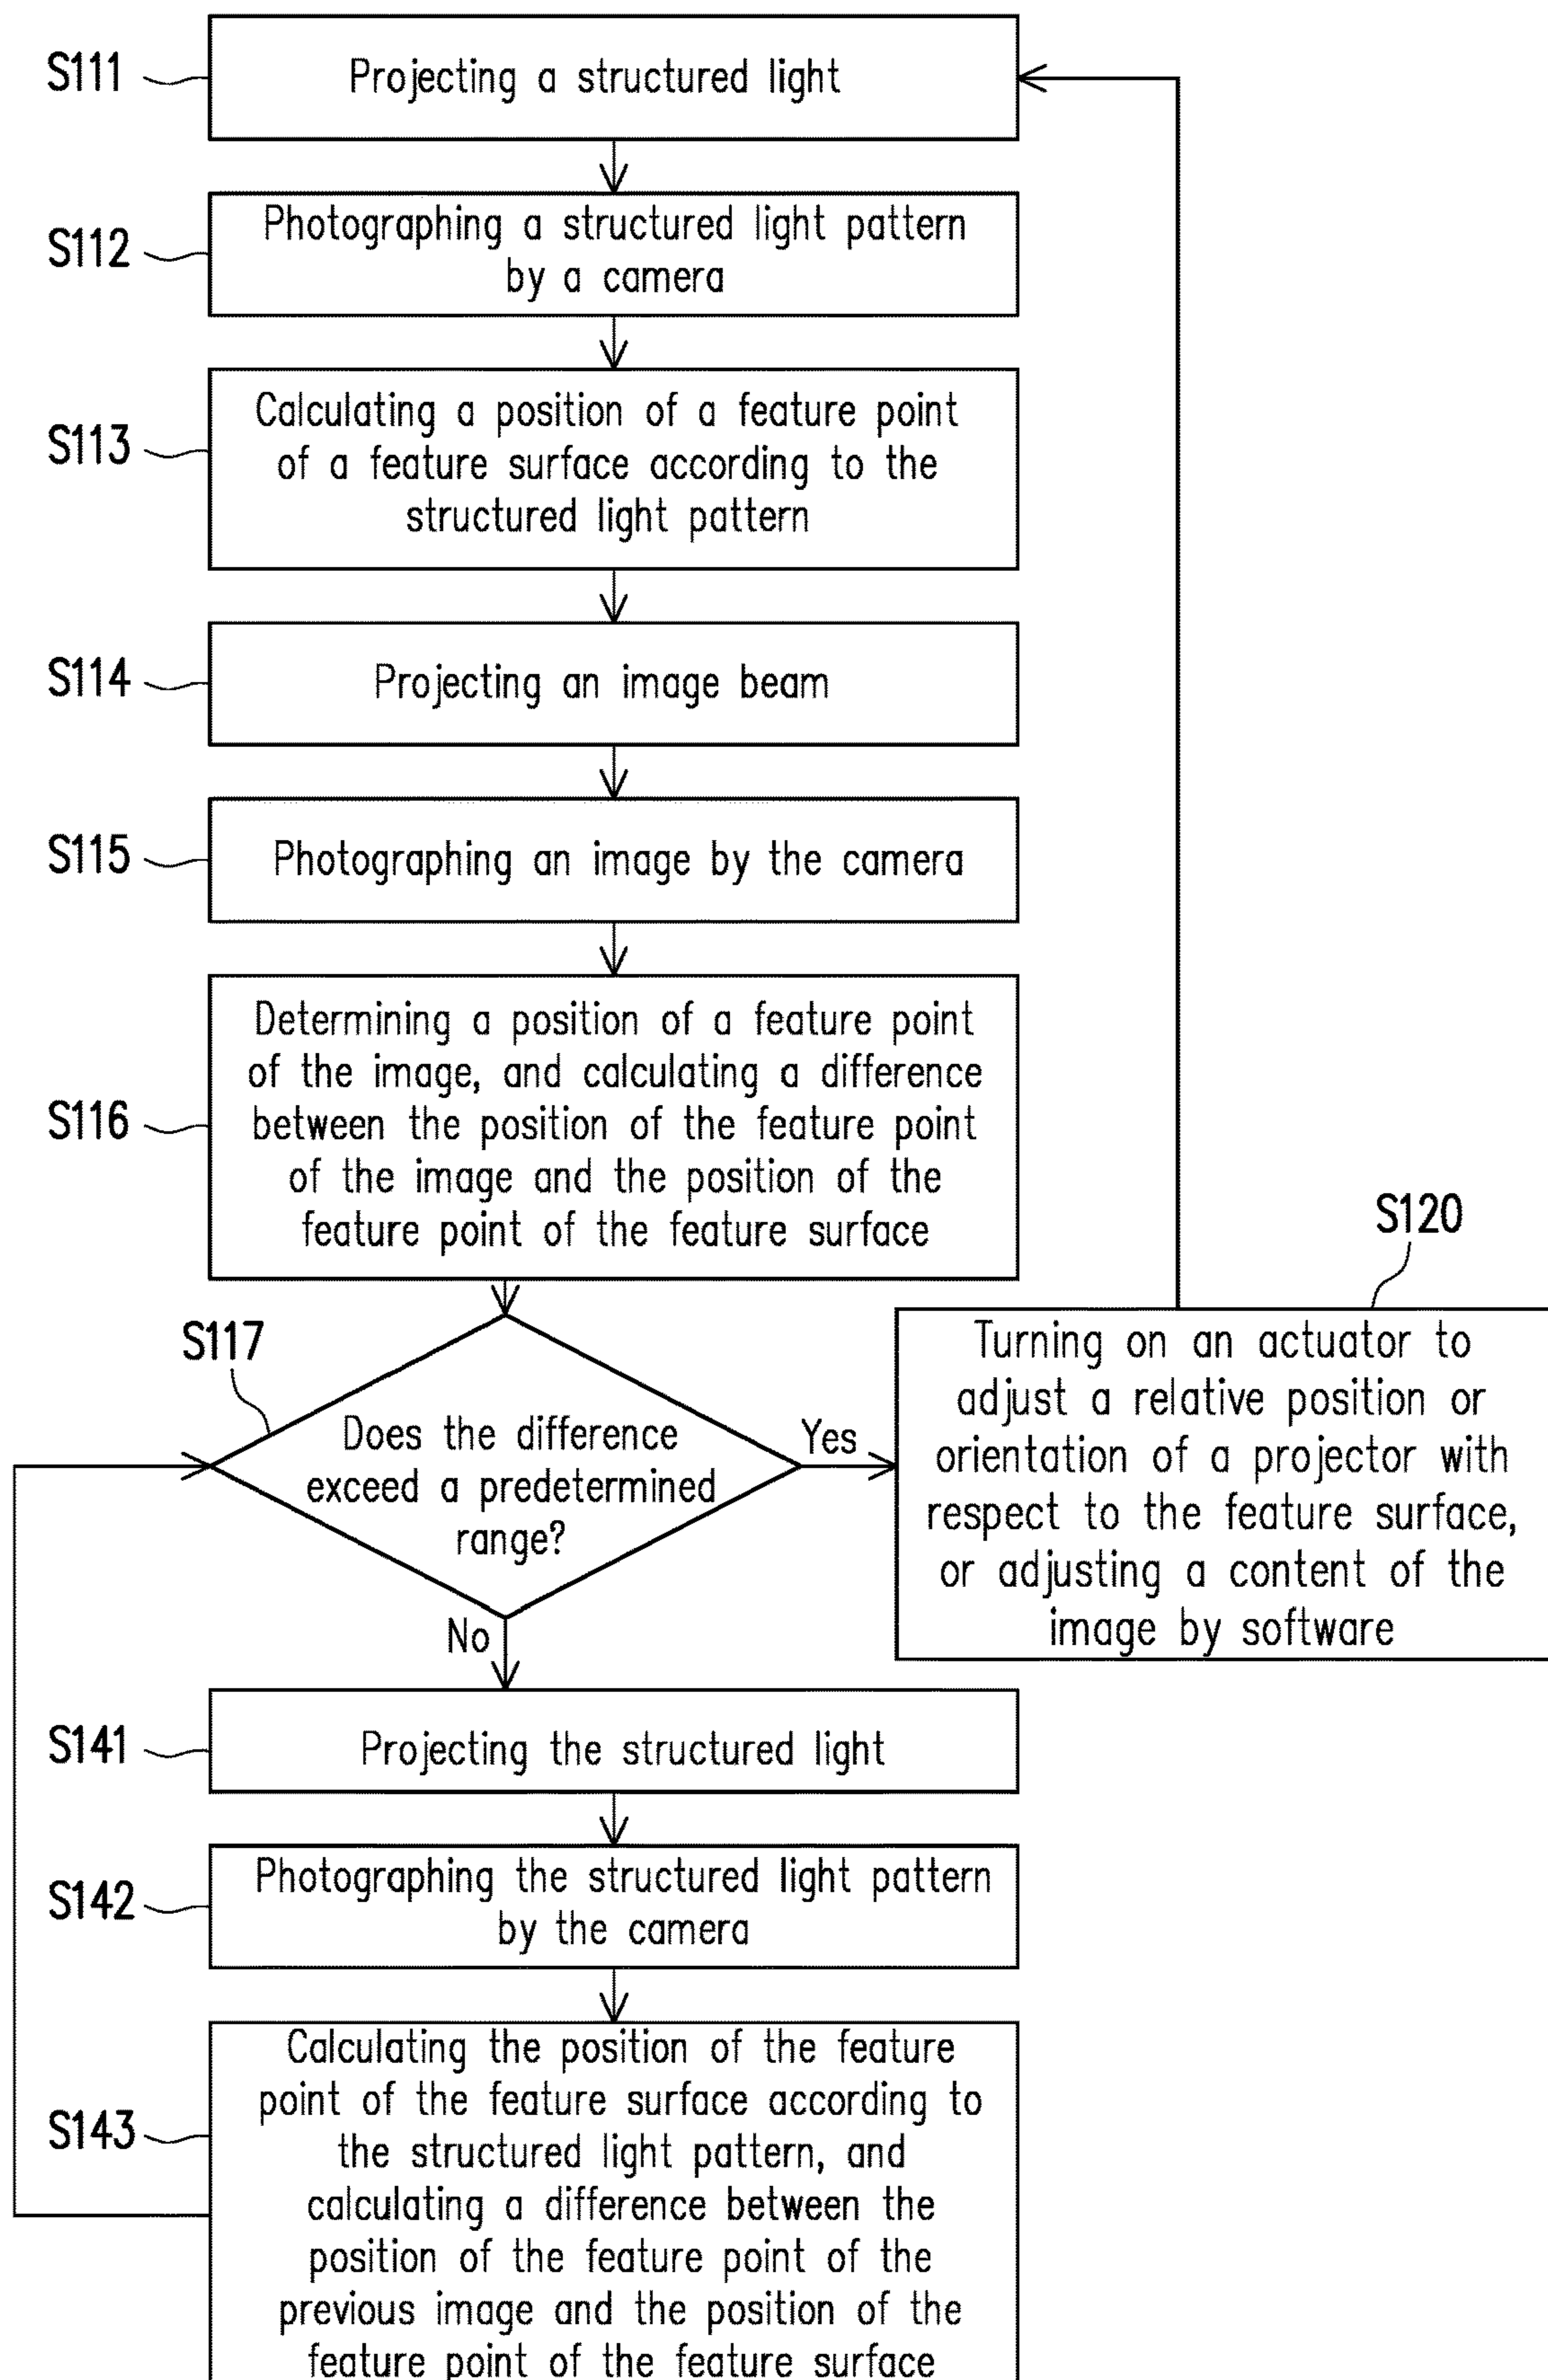 S111
Projecting a structured light
S112
Photographing a structured light pattern
by a camera
S113
Calculating a position of a feature point
of a feature surface according to the
structured light pattern
S114
Projecting an image beam
S115
Photographing an image by the camera
S116
Determining a position of a feature point
of the image, and calculating a difference
between the position of the feature point
of the image and the position of the
feature point of the feature surface
S117
Does the difference
exceed a predetermined
range?
Yes
No
S120
Turning on an actuator to
adjust a relative position or
orientation of a projector with
respect to the feature surface,
or adjusting a content of the
image by software
S141
Projecting the structured light
S142
Photographing the structured light pattern
by the camera
S143
Calculating the position of the feature
point of the feature surface according to
the structured light pattern, and
calculating a difference between the
position of the feature point of the
previous image and the position of the
feature point of the feature surface